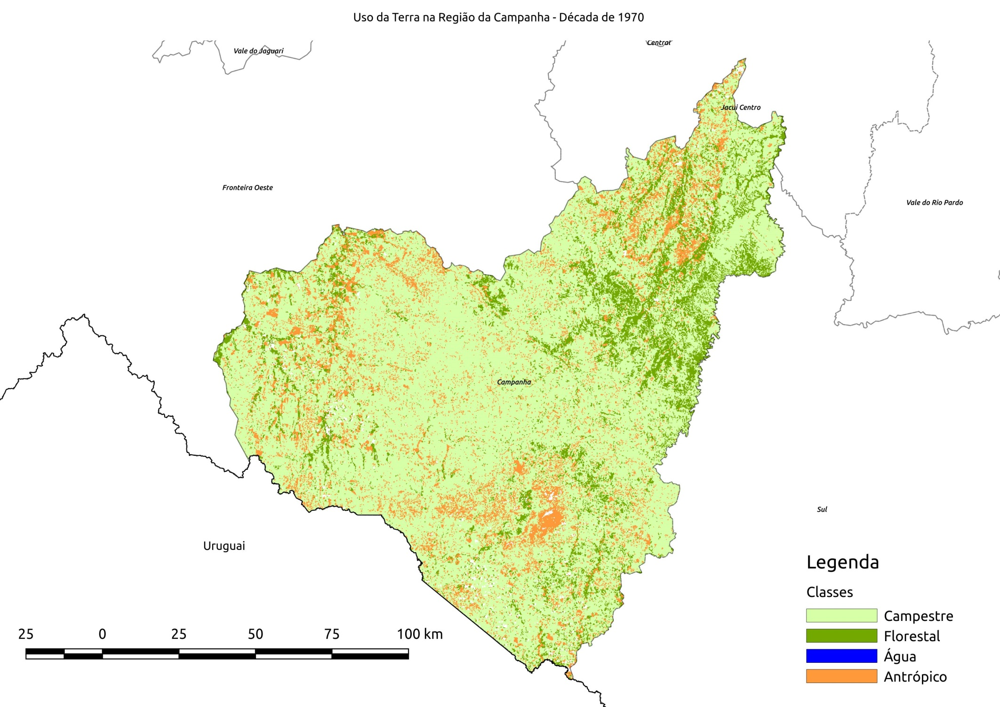 Uso da Terra na Região da Campanha - Década de 1970
Central
Vale do Jaguari
Jacui Centro
Fronteira Oeste
Vale do Rio Pardo
Campanha
Sul
Uruguai
Legenda
Classes
Campestre
Florestal
Água
Antrópico
25 0 25 50 75 100 km